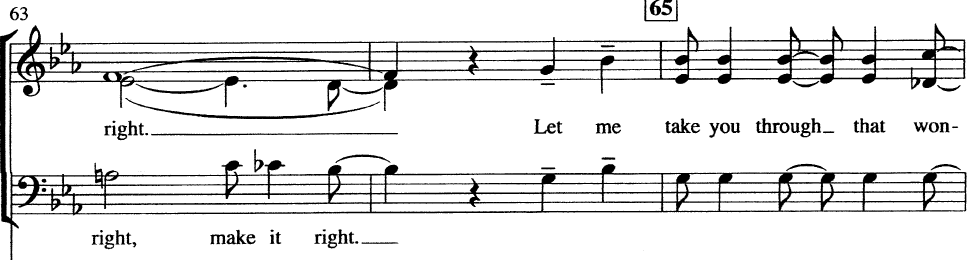 63
65
right. Let me take you through that won-
right, make it right.